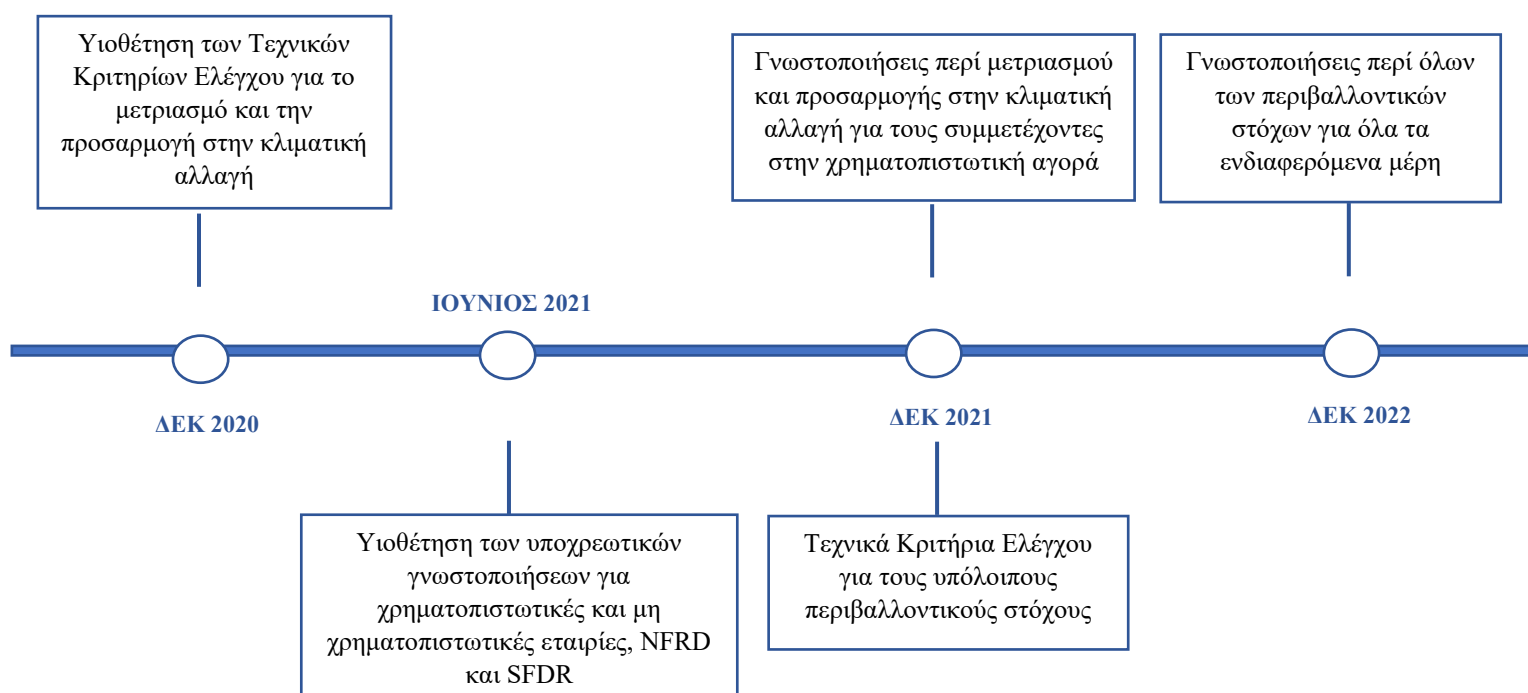 Υιοθέτηση των Τεχνικών
Κριτηρίων Ελέγχου για το
μετριασμό και την
προσαρμογή στην κλιματική
αλλαγή
Γνωστοποιήσεις περί μετριασμού
και προσαρμογής στην κλιματική
αλλαγή για τους συμμετέχοντες
στην χρηματοπιστωτική αγορά
Γνωστοποιήσεις περί όλων
των περιβαλλοντικών
στόχων για όλα τα
ενδιαφερόμενα μέρη
ΙΟΥΝΙΟΣ 2021
ΔΕΚ 2020
ΔΕΚ 2021
ΔΕΚ 2022
Υιοθέτηση των υποχρεωτικών
γνωστοποιήσεων για
χρηματοπιστωτικές και μη
χρηματοπιστωτικές εταιρίες, NFRD
και SFDR
Τεχνικά Κριτήρια Ελέγχου
για τους υπόλοιπους
περιβαλλοντικούς στόχους